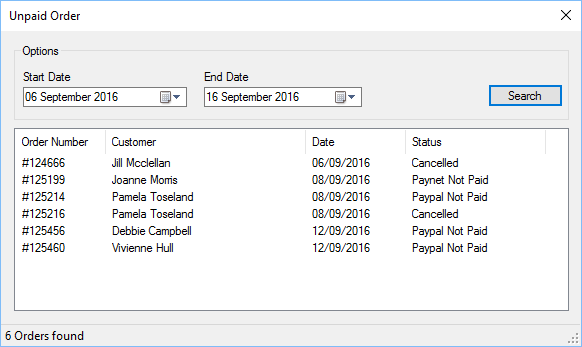 Unpaid Order
Options
Start Date End Date
06 September 2016 16 September 2016 Search
Order Number Customer Date Status
#124666 Jill Mcclellan 06/09/2016 Cancelled
#125199 Joanne Morris 08/09/2016 Paynet Not Paid
#125214 Pamela Toseland 08/09/2016 Paypal Not Paid
#125216 Pamela Toseland 08/09/2016 Cancelled
#125456 Debbie Campbell 12/09/2016 Paypal Not Paid
#125460 Vivienne Hull 12/09/2016 Paypal Not Paid
6 Orders found